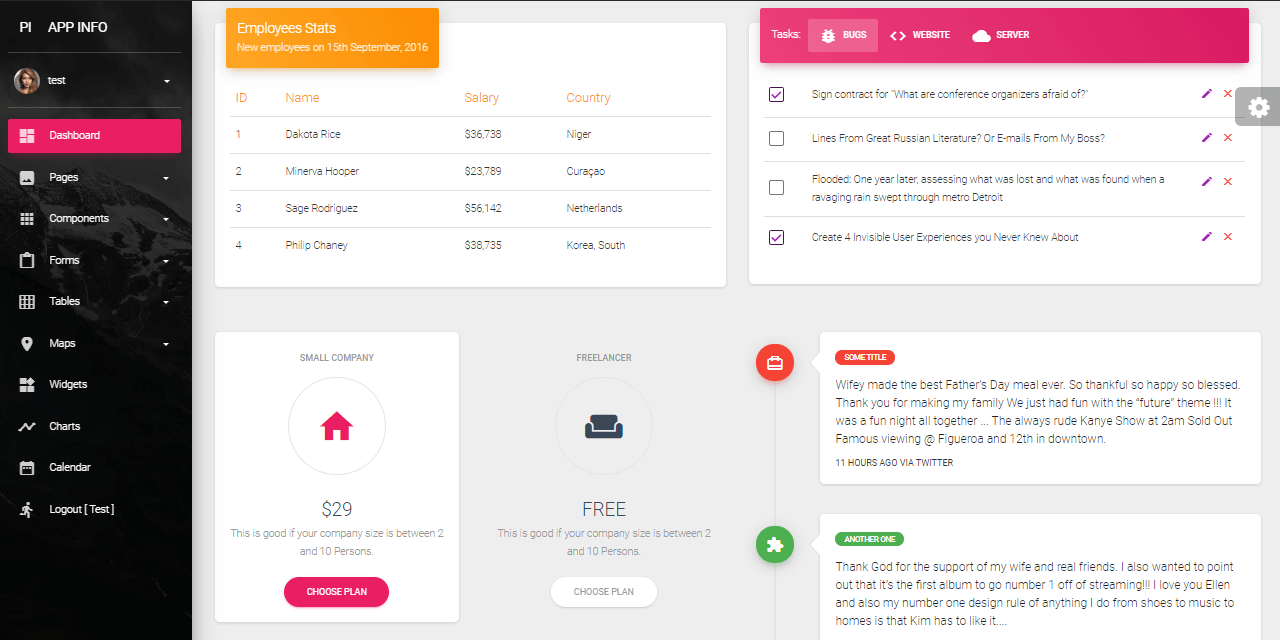 PI APP INFO
test
Dashboard
Pages
Components
Forms
Tables
Maps
Widgets
Charts
Calendar
Logout [ Test ]
Employees Stats
New employees on 15th September, 2016
ID Name Salary Country
1 Dakota Rice $36,738 Niger
2 Minerva Hooper $23,789 Curaçao
3 Sage Rodriguez $56,142 Netherlands
4 Philip Chaney $38,735 Korea, South
Tasks: BUGS WEBSITE SERVER
Sign contract for "What are conference organizers afraid of?"
Lines From Great Russian Literature? Or E-mails From My Boss?
Flooded: One year later, assessing what was lost and what was found when a
ravaging rain swept through metro Detroit
Create 4 Invisible User Experiences you Never Knew About
SMALL COMPANY
$29
This is good if your company size is between 2
and 10 Persons.
CHOOSE PLAN
FREELANCER
FREE
This is good if your company size is between 2
and 10 Persons.
CHOOSE PLAN
SOME TITLE
Wifey made the best Father's Day meal ever. So thankful so happy so blessed.
Thank you for making my family We just had fun with the “future” theme !!! It
was a fun night all together ... The always rude Kanye Show at 2am Sold Out
Famous viewing @ Figueroa and 12th in downtown.
11 HOURS AGO VIA TWITTER
ANOTHER ONE
Thank God for the support of my wife and real friends. I also wanted to point
out that it's the first album to go number 1 off of streaming!!! I love you Ellen
and also my number one design rule of anything I do from shoes to music to
homes is that Kim has to like it....